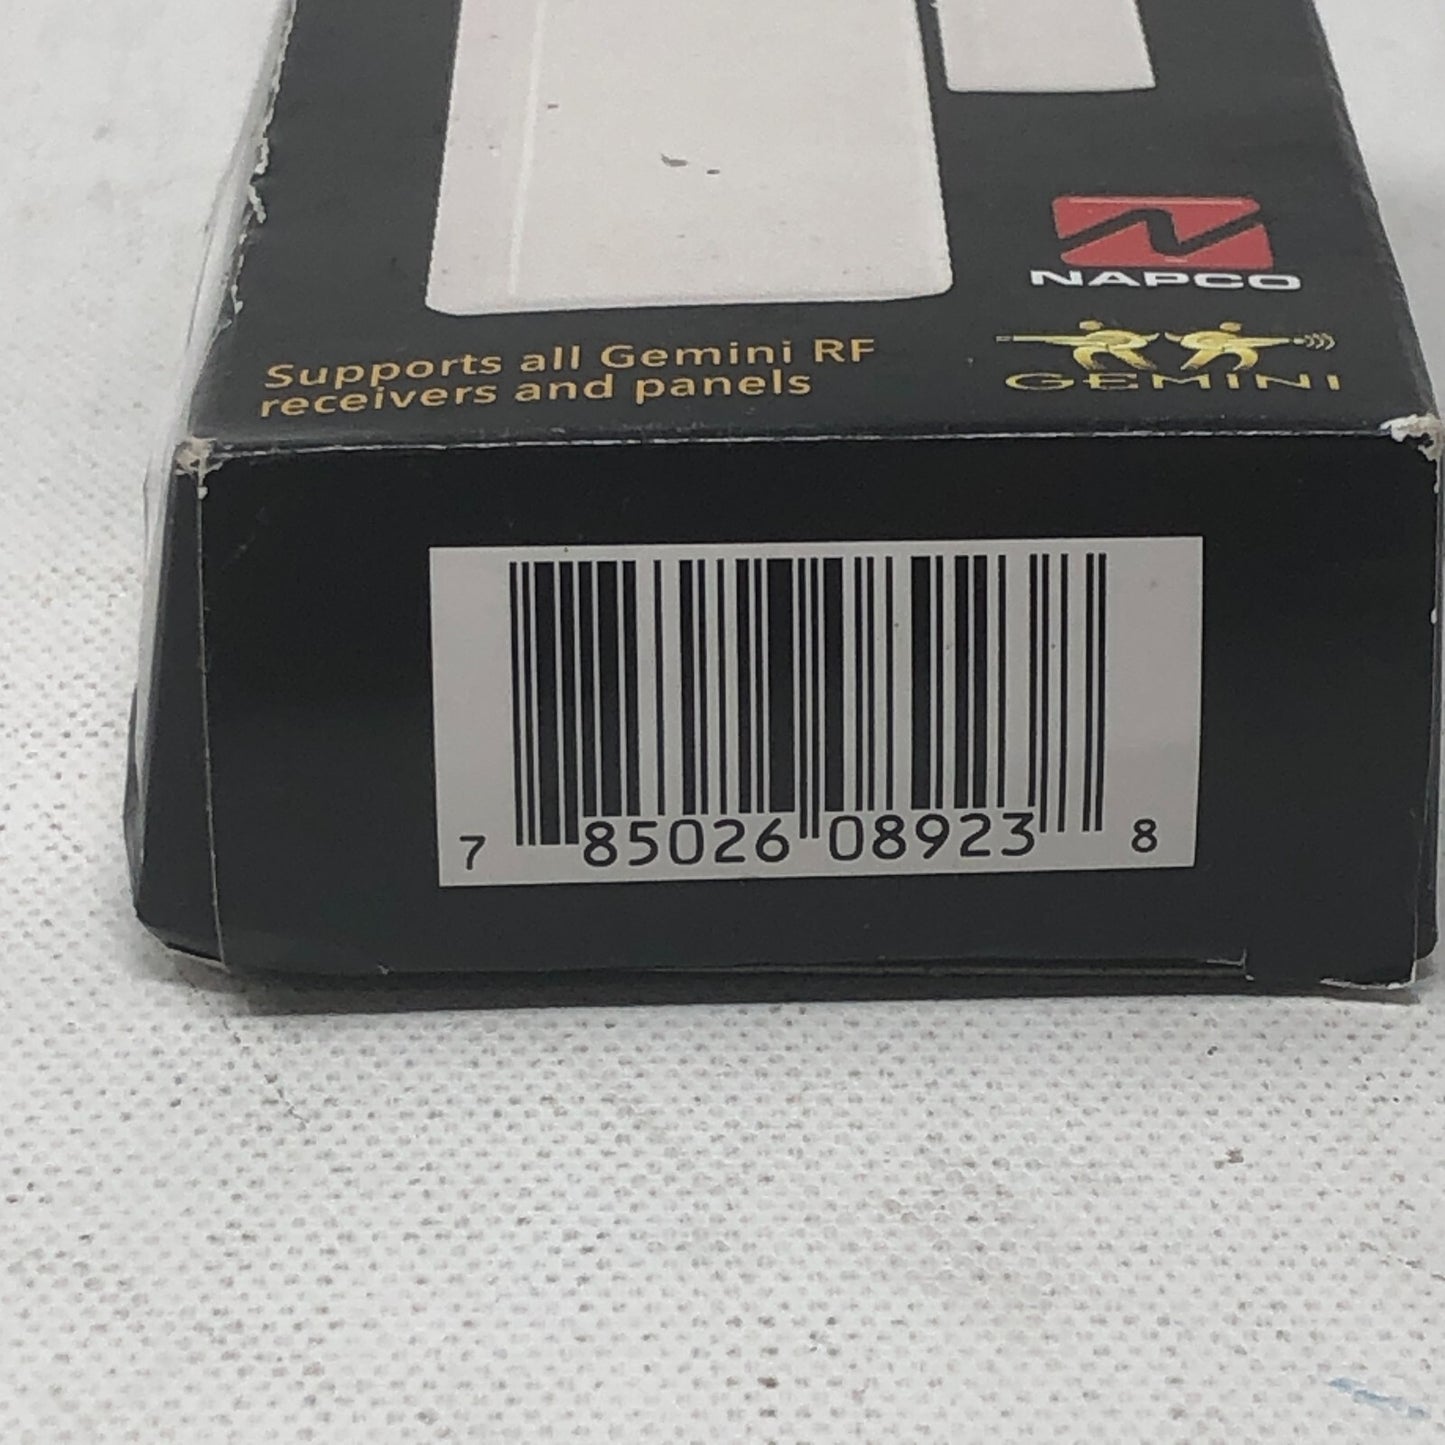 NAPCO
Supports all Gemini RF
receivers and panels
GEMINI
7 85026 08923 8